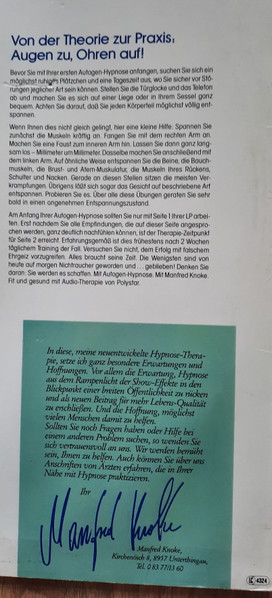 Von der Theorie zur Praxis:
Augen zu, Ohren auf!
Bevor Sie mit Ihrer ersten Autogen-Hypnose anfangen, suchen Sie sich ein
möglichst ruhiges Plätzchen und eine Tageszeit aus, wo Sie sicher vor Stö-
rungen jeglicher Art sein können. Stellen Sie die Türglocke und das Telefon
ab und machen Sie es sich auf einer Liege oder in Ihrem Sessel ganz
bequem. Achten Sie darauf, daß Sie jeden Körperteil möglichst völlig ent-
spannen.
Wenn Ihnen dies nicht gleich gelingt, hier eine kleine Hilfe: Spannen Sie
zunächst die Muskeln kräftig an. Fangen Sie mit dem rechten Arm an.
Machen Sie eine Faust zum inneren Arm hin. Lassen Sie dann ganz lang-
sam los – Millimeter um Millimeter. Dasselbe machen Sie anschließend mit
dem linken Arm. Auf ähnliche Weise entspannen Sie die Beine, die Bauch-
muskeln, die Brust- und Atem-Muskulatur, die Muskeln Ihres Rückens,
Schulter und Nacken. Gerade an diesen Stellen sitzen die meisten Ver-
krampfungen. Übrigens läßt sich sogar das Gesicht auf beschriebene Art
entspannen. Probieren Sie es. Über alle diese Übungen geraten Sie sehr
bald in einen angenehmen Entspannungszustand.
Am Anfang Ihrer Autogen-Hypnose sollten Sie nur mit Seite 1 Ihrer LP arbei-
ten. Erst nachdem Sie alle Empfindungen, die auf dieser Seite angespro-
chen werden, ganz deutlich nachfühlen können, ist der Therapie-Zeitpunkt
für Seite 2 erreicht. Erfahrungsgemäß ist dies frühestens nach 2 Wochen
täglichem Training der Fall. Versuchen Sie nicht, dem Erfolg mit falschem
Ehrgeiz vorzugreifen. Alles braucht seine Zeit. Die Wenigsten sind von
heute auf morgen Nichtraucher geworden und ... geblieben! Denken Sie
daran: Sie werden es schaffen. Mit Autogen-Hypnose. Mit Manfred Knoke.
Fit und gesund mit Audio-Therapie von Polystar.
In diese, meine neuentwickelte Hypnose-Thera-
pie, setze ich ganz besondere Erwartungen und
Hoffnungen. Vor allem die Erwartung, Hypnose
aus dem Rampenlicht der Show-Effekte in den
Blickpunkt einer breiten Öffentlichkeit zu rücken
und als neuen Beitrag für mehr Lebens-Qualität
zu erschließen. Und die Hoffnung, möglichst
vielen Menschen damit zu helfen.
Sollten Sie noch Fragen haben oder Hilfe bei
einem anderen Problem suchen, so wenden Sie
sich vertrauensvoll an uns. Wir werden bemüht
sein, Ihnen zu helfen. Auch können Sie über uns
Anschriften von Ärzten erfahren, die in Ihrer
Nähe mit Hypnose praktizieren.
Ihr
Manfred Knoke
Manfred Knoke,
Kirchenösch 8, 8957 Unterthingau,
Tel. 0 83 77/13 60
LC 4324